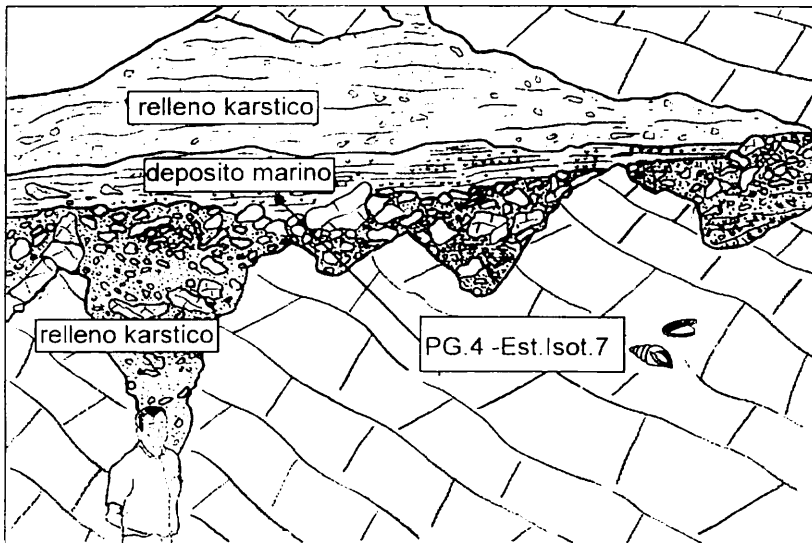 relleno karstico
deposito marino
relleno karstico
PG.4 -Est.Isot.7